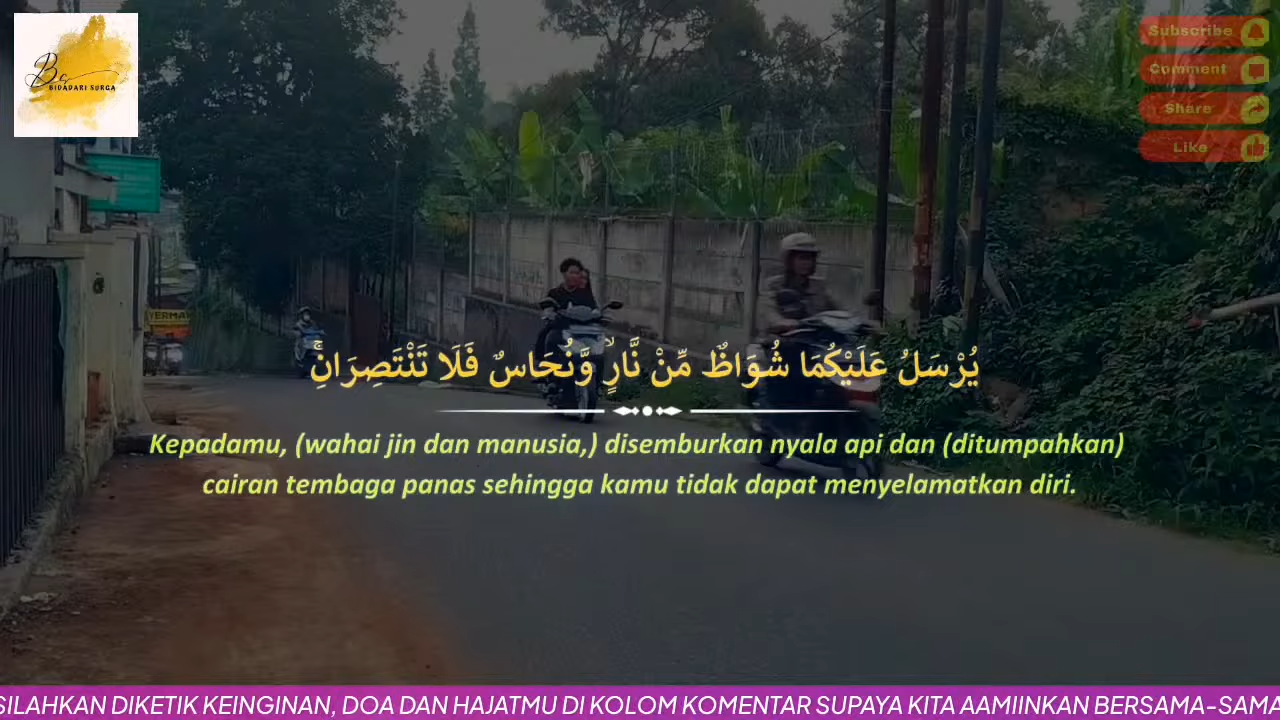 Bs
BIDADARI SURGA
Subscribe
Comment
Share
Like
YERMA
يُرْسَلُ عَلَيْكُمَا شُوَاظٌ مِّنْ نَّارٍۙ وَّنُحَاسٌ فَلَا تَنْتَصِرَانِۚ
Kepadamu, (wahai jin dan manusia,) disemburkan nyala api dan (ditumpahkan)
cairan tembaga panas sehingga kamu tidak dapat menyelamatkan diri.
SILAHKAN DIKETIK KEINGINAN, DOA DAN HAJATMU DI KOLOM KOMENTAR SUPAYA KITA AAMIINKAN BERSAMA-SAMA